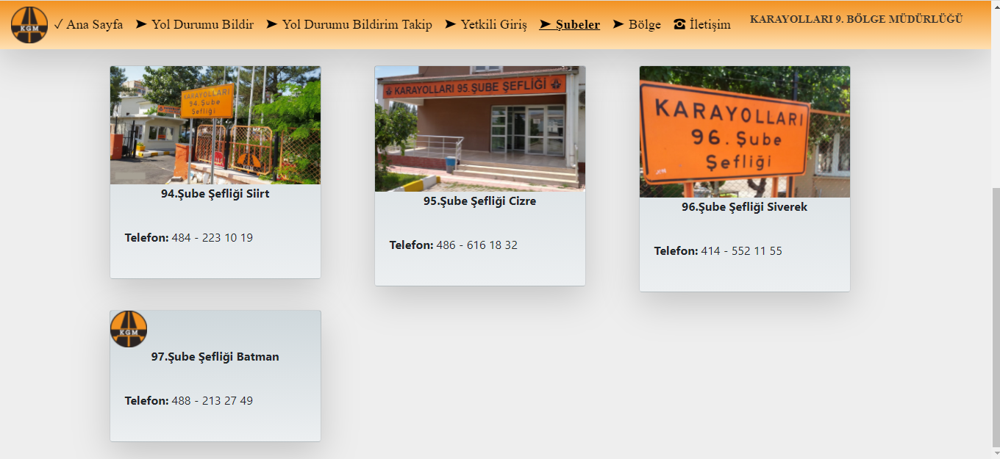 KGM
✓ Ana Sayfa ➤ Yol Durumu Bildir ➤ Yol Durumu Bildirim Takip ➤ Yetkili Giriş ➤ Şubeler ➤ Bölge ☎ İletişim
KARAYOLLARI 9. BÖLGE MÜDÜRLÜĞÜ
KARAYOLLARI
94.Şube
Şefliği
94.Şube Şefliği Siirt
Telefon: 484 - 223 10 19
KARAYOLLARI 95.ŞUBE ŞEFLİĞİ
95.Şube Şefliği Cizre
Telefon: 486 - 616 18 32
KARAYOLLARI
96.Şube
Şefliği
96.Şube Şefliği Siverek
Telefon: 414 - 552 11 55
KGM
97.Şube Şefliği Batman
Telefon: 488 - 213 27 49